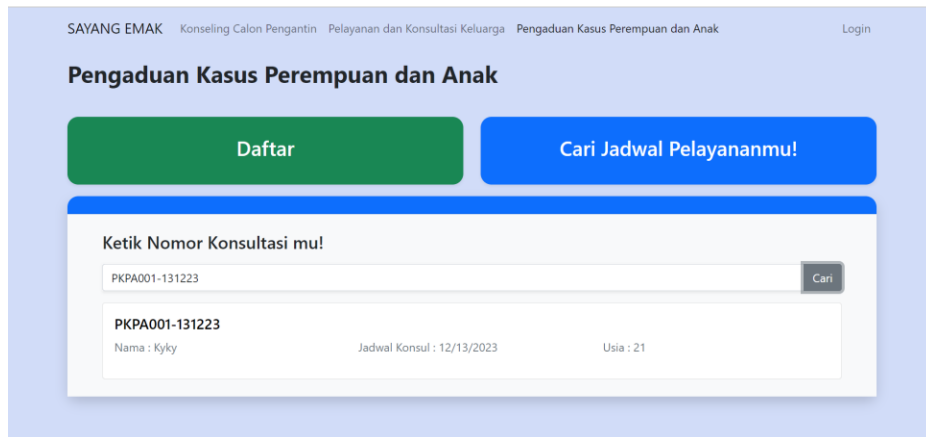 SAYANG EMAK Konseling Calon Pengantin Pelayanan dan Konsultasi Keluarga Pengaduan Kasus Perempuan dan Anak Login
Pengaduan Kasus Perempuan dan Anak
Daftar Cari Jadwal Pelayananmu!
Ketik Nomor Konsultasi mu!
PKPA001-131223 Cari
PKPA001-131223
Nama : Kyky Jadwal Konsul : 12/13/2023 Usia : 21